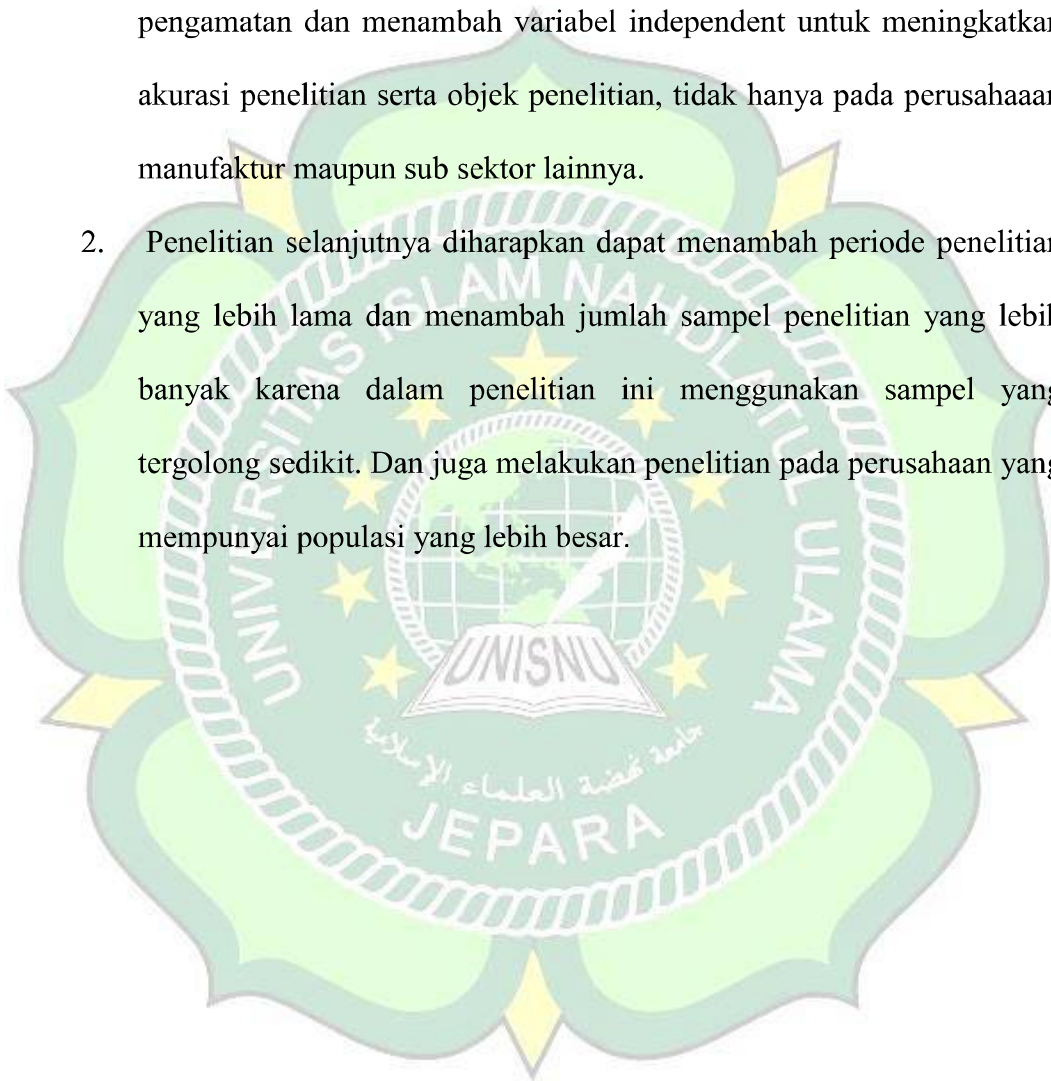 pengamatan dan menambah variabel independent untuk meningkatkan
akurasi penelitian serta objek penelitian, tidak hanya pada perusahaaan
manufaktur maupun sub sektor lainnya.
2. Penelitian selanjutnya diharapkan dapat menambah periode penelitian
yang lebih lama dan menambah jumlah sampel penelitian yang lebih
banyak karena dalam penelitian ini menggunakan sampel yang
tergolong sedikit. Dan juga melakukan penelitian pada perusahaan yang
mempunyai populasi yang lebih besar.
UNIVERSITAS ISLAM NAHDLATUL ULAMA
UNISNU
جامعة نهضة العلماء الإسلامية
JEPARA